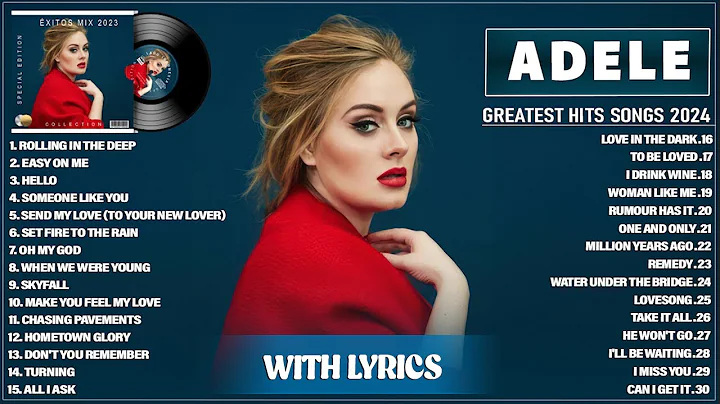 ÉXITOS MIX 2023
SPECIAL EDITION
COLLECTION
1. ROLLING IN THE DEEP
2. EASY ON ME
3. HELLO
4. SOMEONE LIKE YOU
5. SEND MY LOVE (TO YOUR NEW LOVER)
6. SET FIRE TO THE RAIN
7. OH MY GOD
8. WHEN WE WERE YOUNG
9. SKYFALL
10. MAKE YOU FEEL MY LOVE
11. CHASING PAVEMENTS
12. HOMETOWN GLORY
13. DON'T YOU REMEMBER
14. TURNING
15. ALL I ASK
ADELE
GREATEST HITS SONGS 2024
LOVE IN THE DARK.16
TO BE LOVED.17
I DRINK WINE.18
WOMAN LIKE ME.19
RUMOUR HAS IT.20
ONE AND ONLY.21
MILLION YEARS AGO.22
REMEDY.23
WATER UNDER THE BRIDGE.24
LOVESONG.25
TAKE IT ALL.26
HE WON'T GO.27
I'LL BE WAITING.28
I MISS YOU.29
CAN I GET IT.30
WITH LYRICS